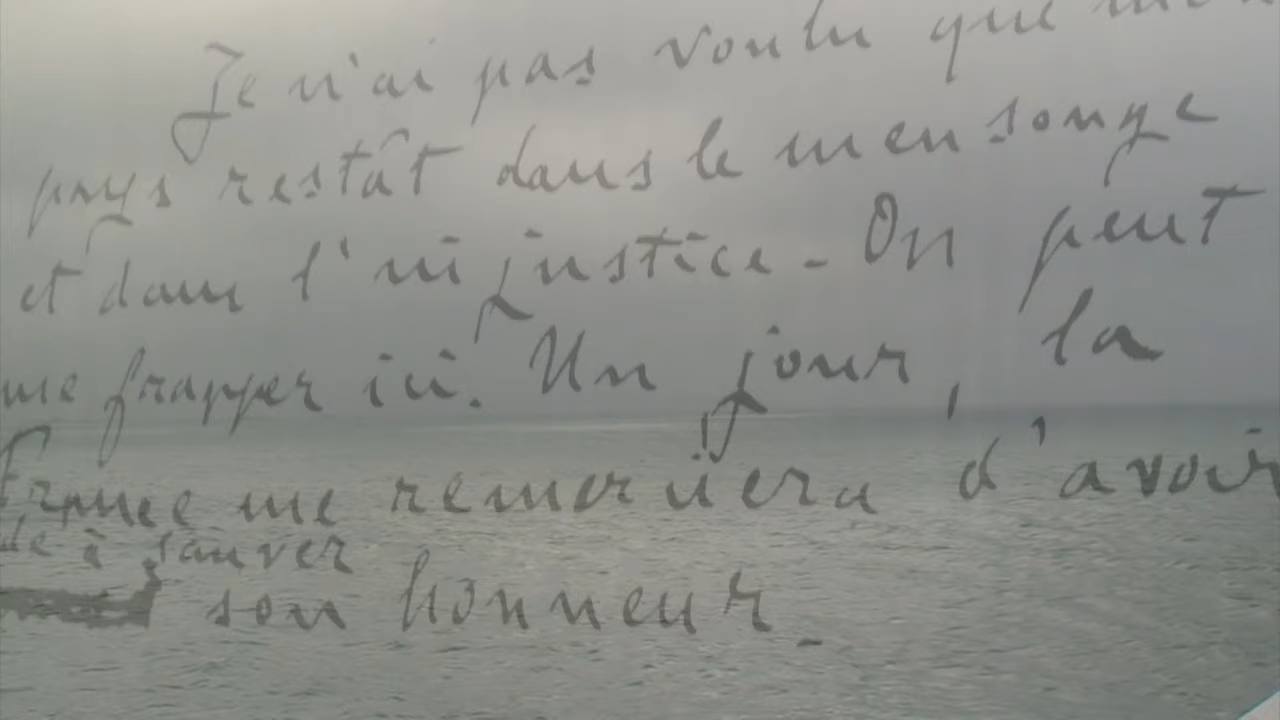 Je n'ai pas voulu que mon
pays restât dans le mensonge
et dans l'injustice - On peut
me frapper ici. Un jour, la
France me remerciera d'avoir
à sauver
son honneur.